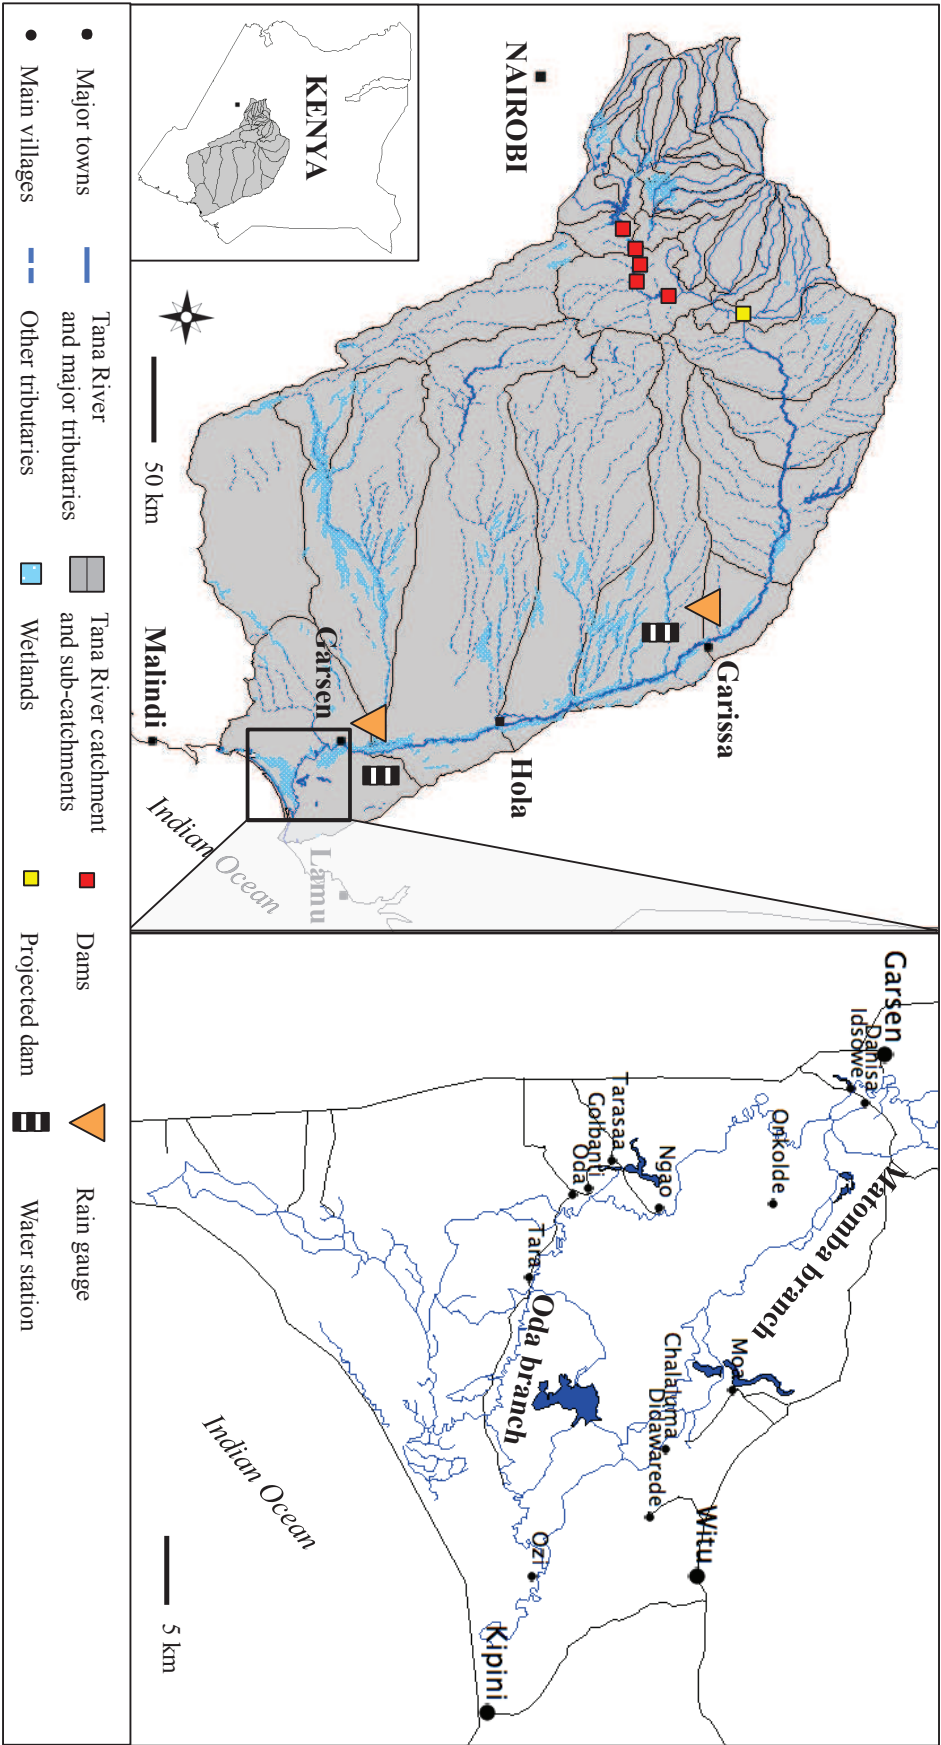 NAIROBI
KENYA
Garissa
Hola
Garsen
Malindi
Lamu
Indian Ocean
50 km
Garsen
Danisa
Idsowe
Onkolde
Matomba branch
Ngao
Tarasaa
Golbanti
Oda
Tara
Oda branch
Moa
Chalaluma
Didawarede
Witu
Ozi
Kipini
Indian Ocean
5 km
Major towns
Main villages
Tana River
and major tributaries
Other tributaries
Tana River catchment
and sub-catchments
Wetlands
Dams
Projected dam
Rain gauge
Water station